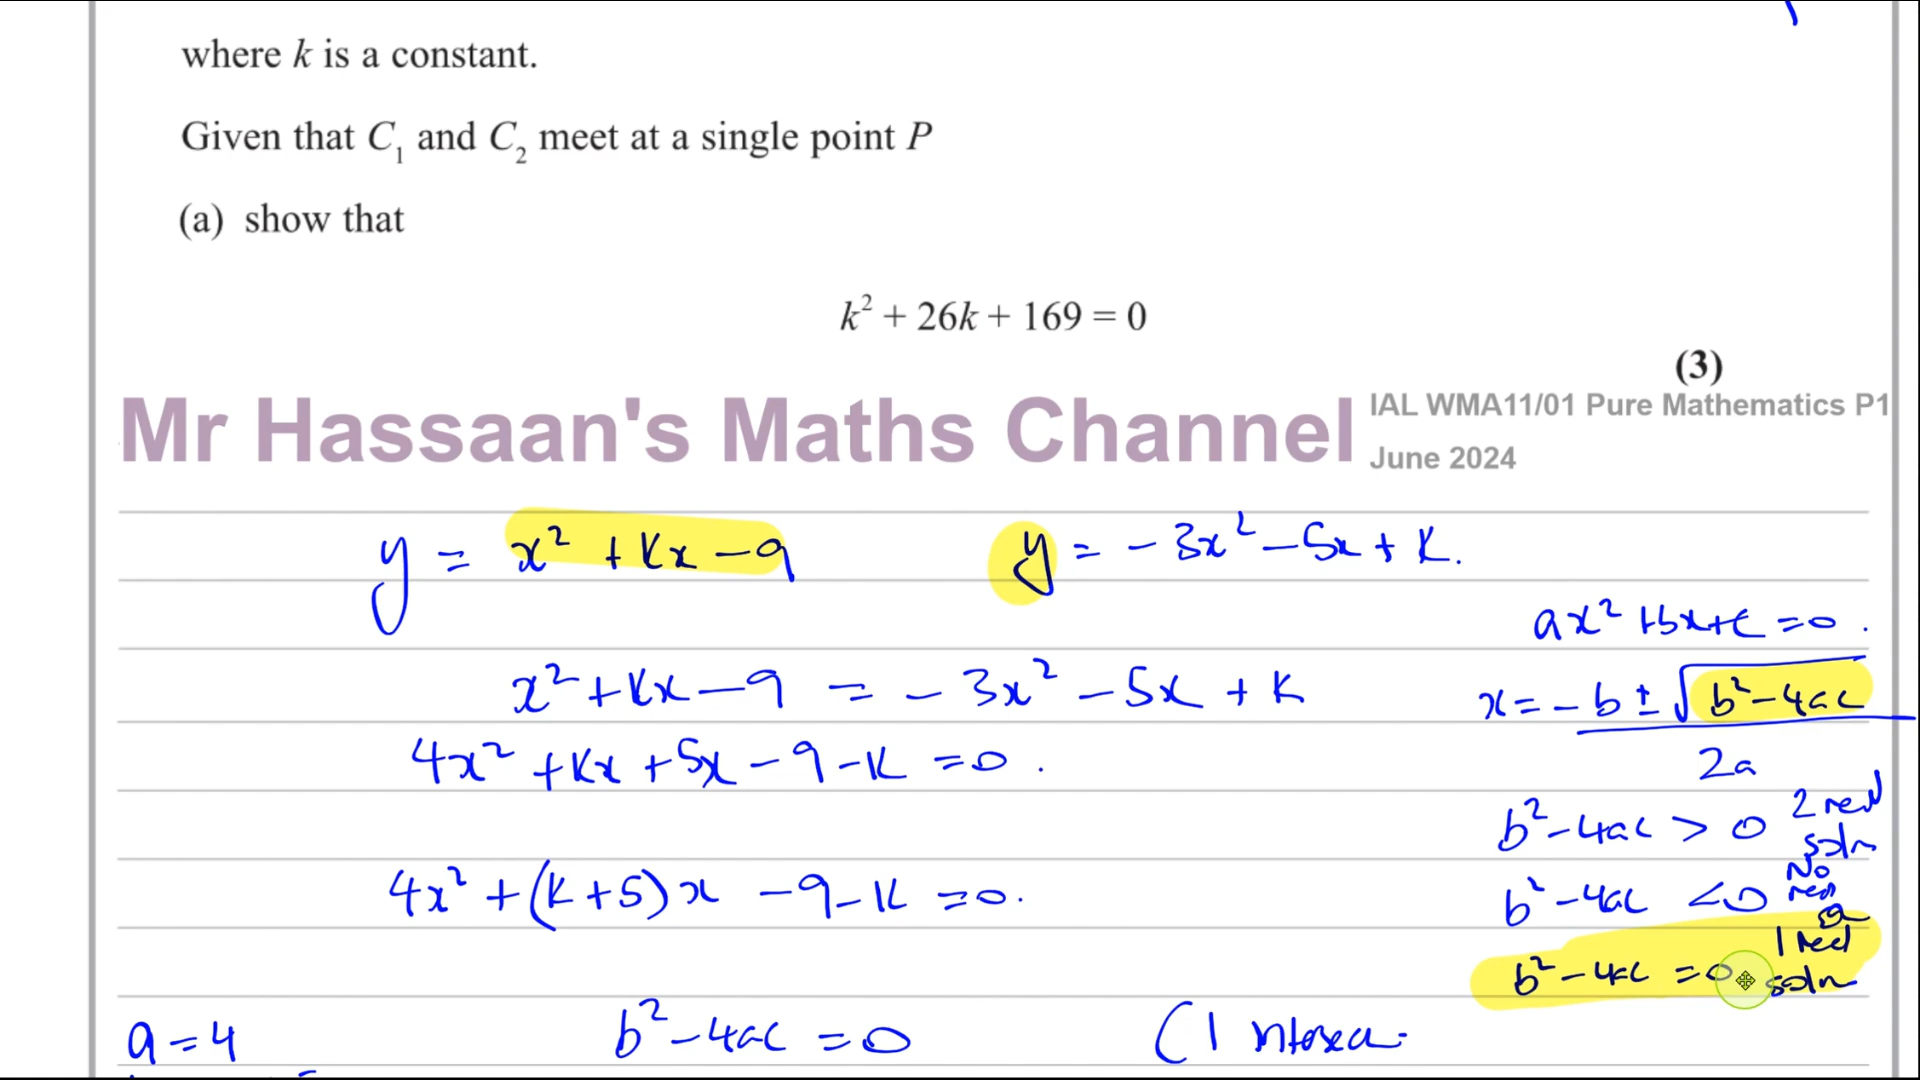 where k is a constant.
Given that C₁ and C₂ meet at a single point P
(a) show that
k² + 26k + 169 = 0
(3)
Mr Hassaan's Maths Channel
IAL WMA11/01 Pure Mathematics P1
June 2024
y = x² + kx - 9
y = - 3x² - 5x + k.
ax² + bx + c = 0.
x² + kx - 9 = - 3x² - 5x + k
x = - b ± √b² - 4ac
2a
4x² + kx + 5x - 9 - k = 0.
b² - 4ac > 0 2 real soln
4x² + (k + 5)x - 9 - k = 0.
b² - 4ac < 0 No real
b² - 4ac = 0 1 real soln
a = 4
b² - 4ac = 0
(1